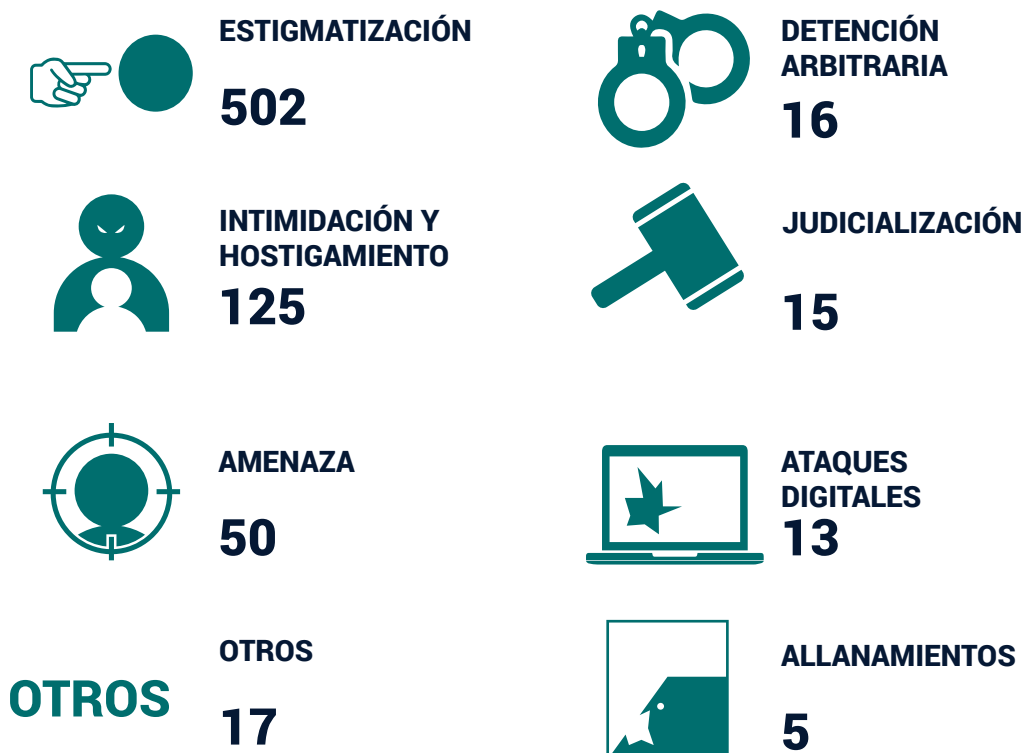 ESTIGMATIZACIÓN
502
DETENCIÓN
ARBITRARIA
16
INTIMIDACIÓN Y
HOSTIGAMIENTO
125
JUDICIALIZACIÓN
15
AMENAZA
50
ATAQUES
DIGITALES
13
OTROS
OTROS
17
ALLANAMIENTOS
5